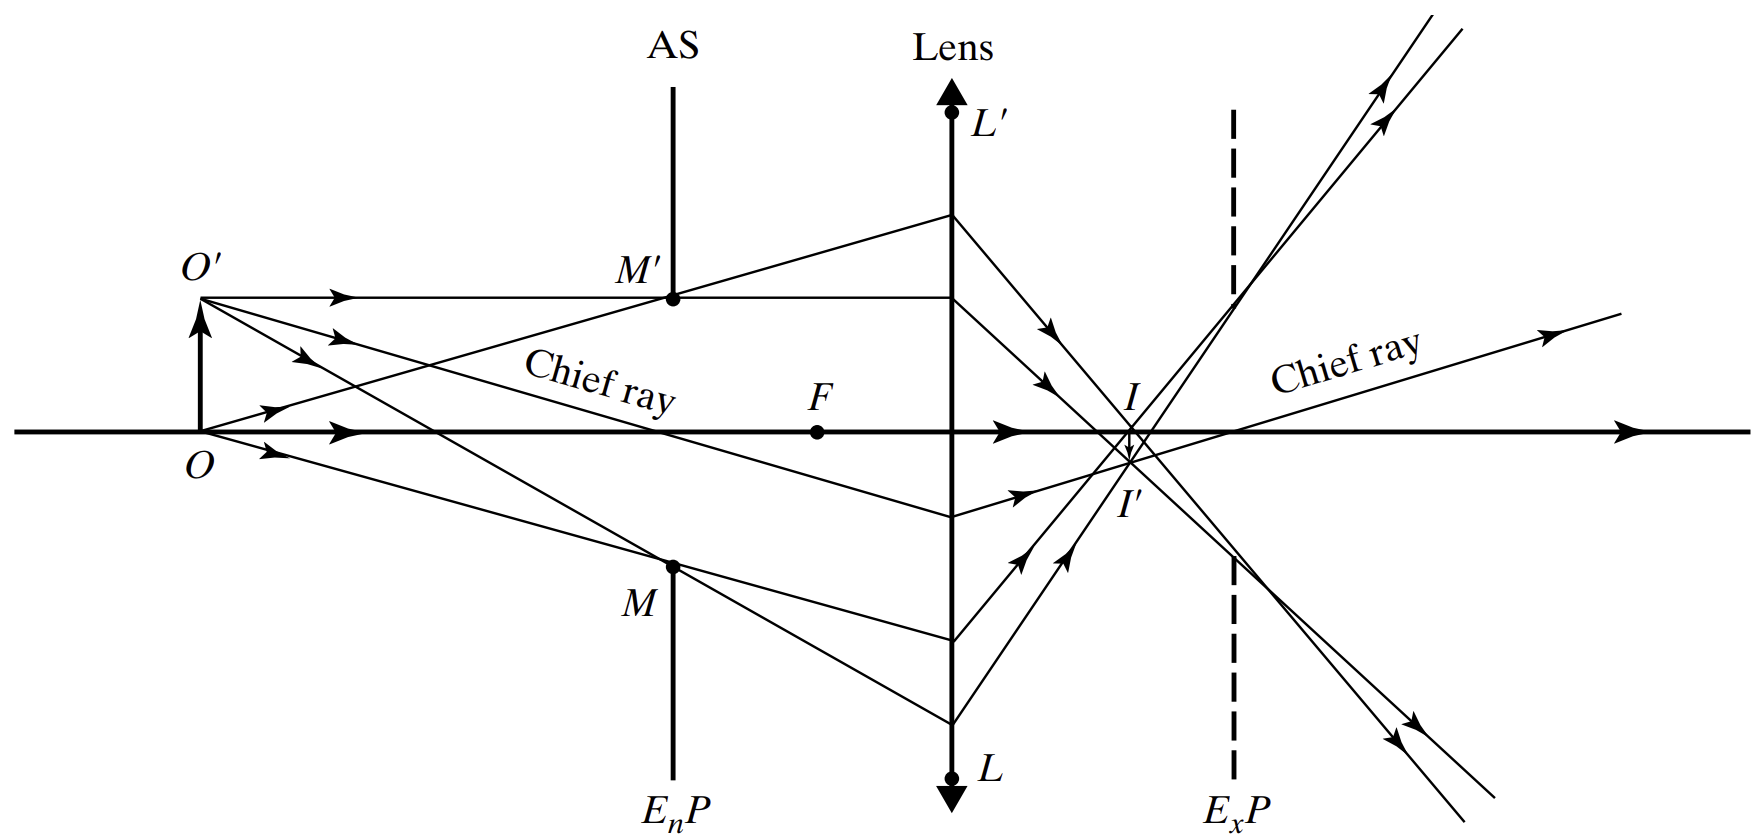 AS
Lens
L′
O′
M′
Chief ray
F
I
Chief ray
O
I′
M
L
EₙP
EₓP